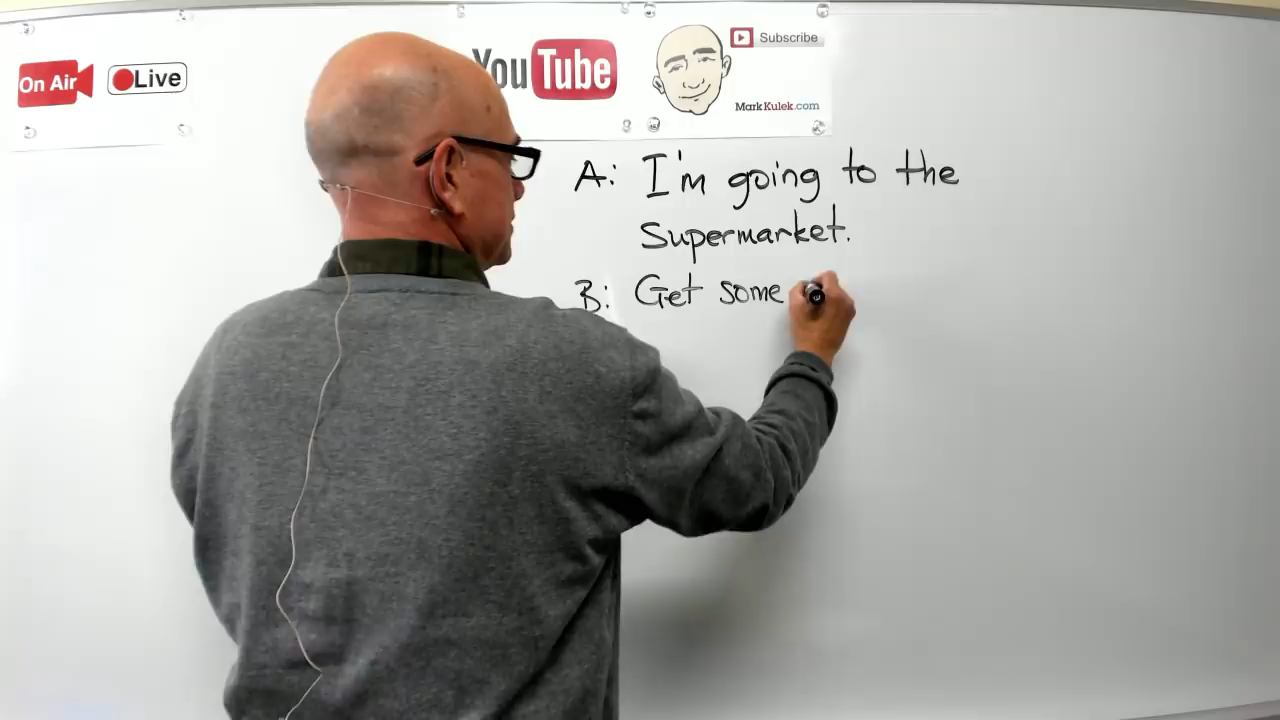 On Air
Live
YouTube
Subscribe
MarkKulek.com
A: I'm going to the
Supermarket.
B: Get some